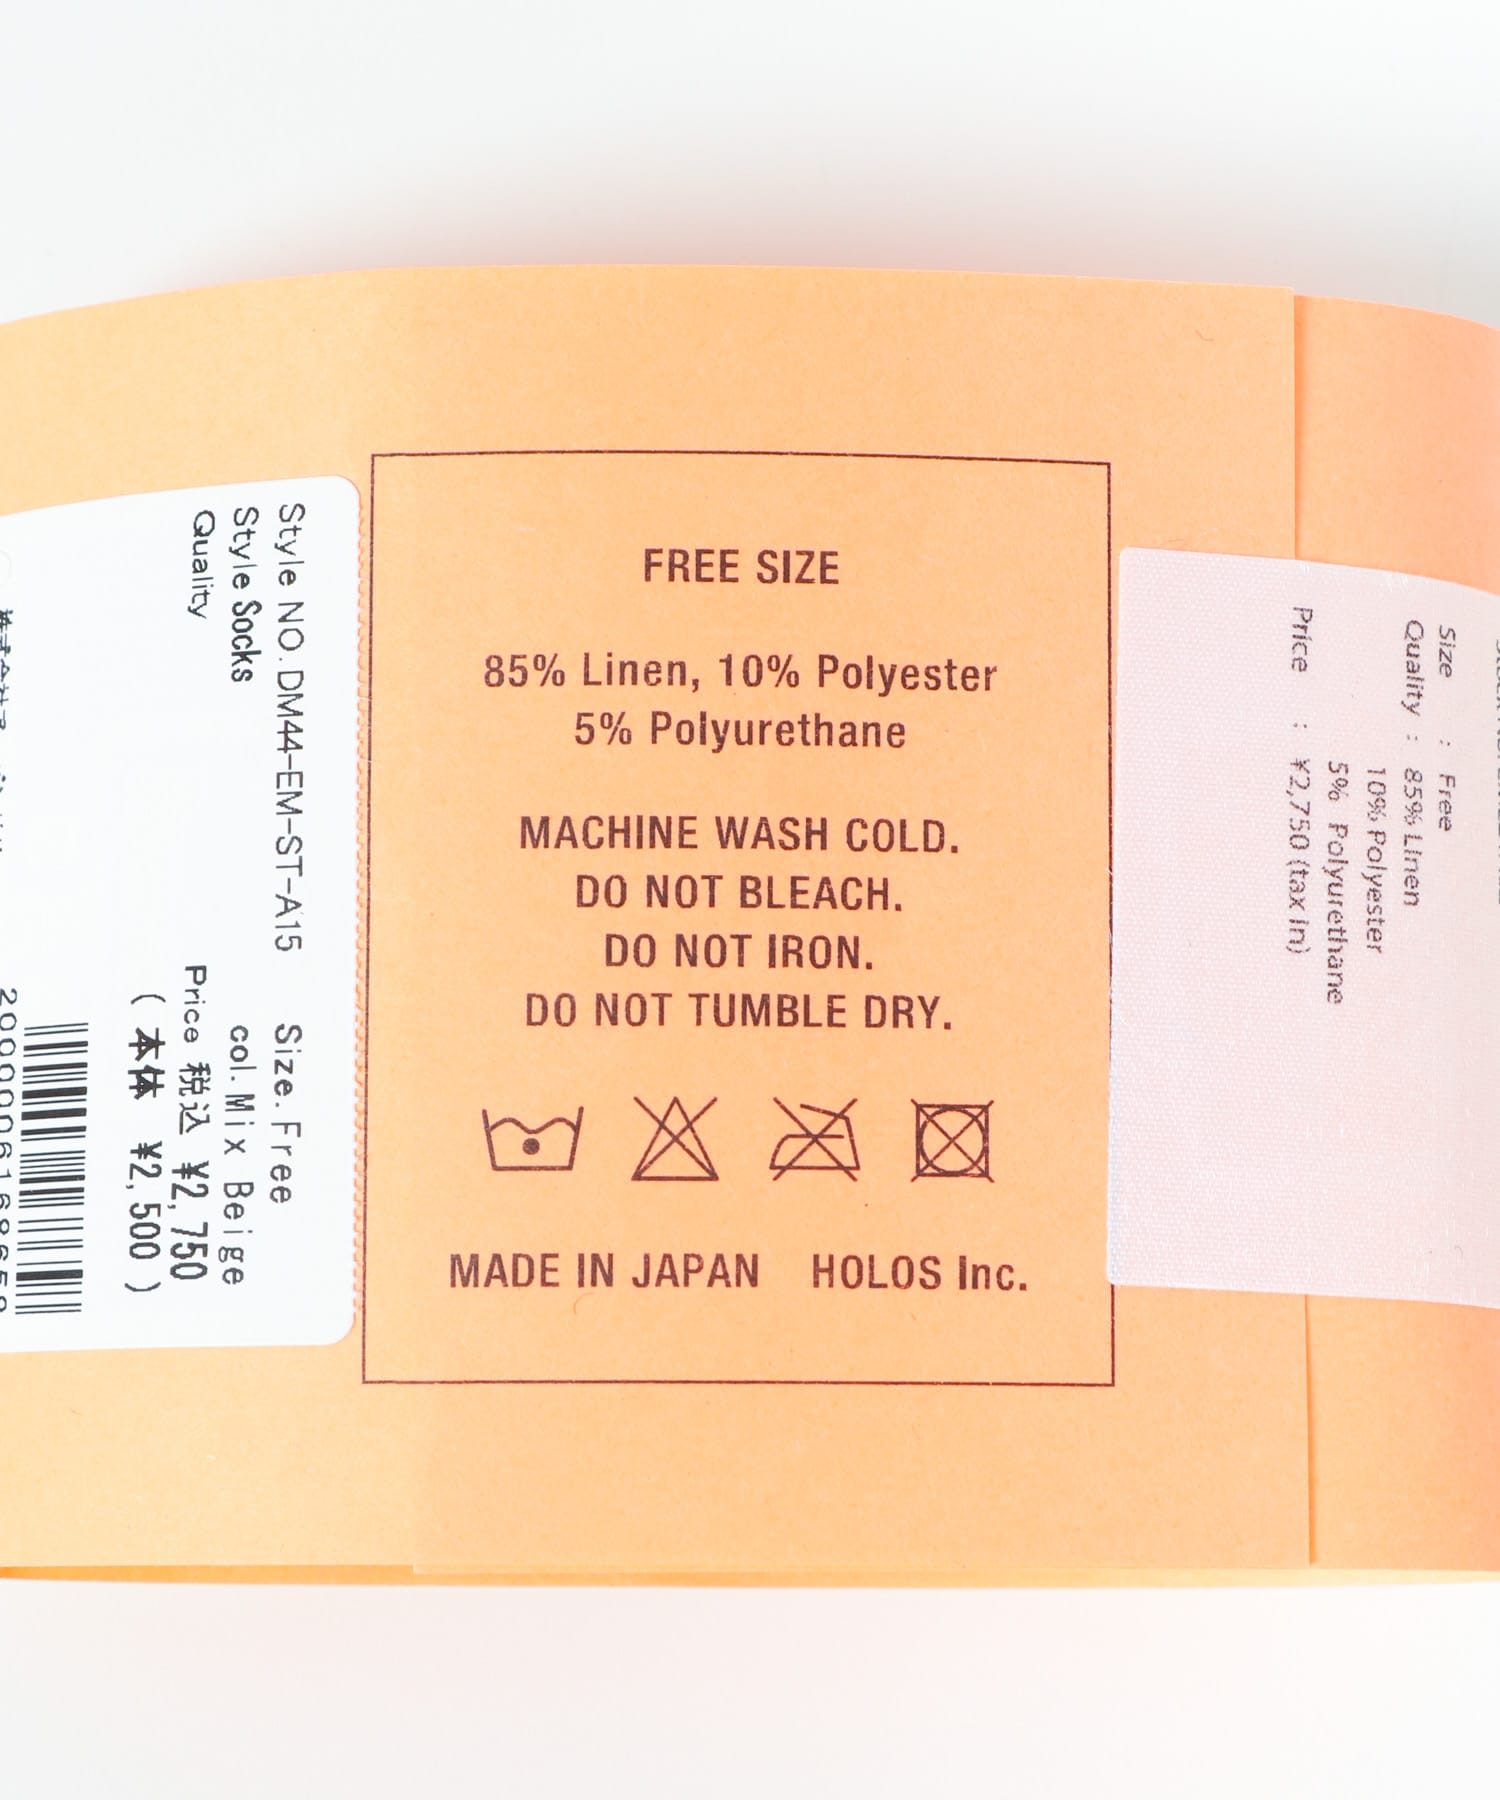 Style NO. DM44-EM-ST-A15 Size. Free
Style Socks col. Mix Beige
Quality Price 税込 ¥2,750
(本体 ¥2,500)
FREE SIZE
85% Linen, 10% Polyester
5% Polyurethane
MACHINE WASH COLD.
DO NOT BLEACH.
DO NOT IRON.
DO NOT TUMBLE DRY.
MADE IN JAPAN HOLOS Inc.
Size : Free
Quality : 85% Linen
10% Polyester
5% Polyurethane
Price : ¥2,750 (tax in)